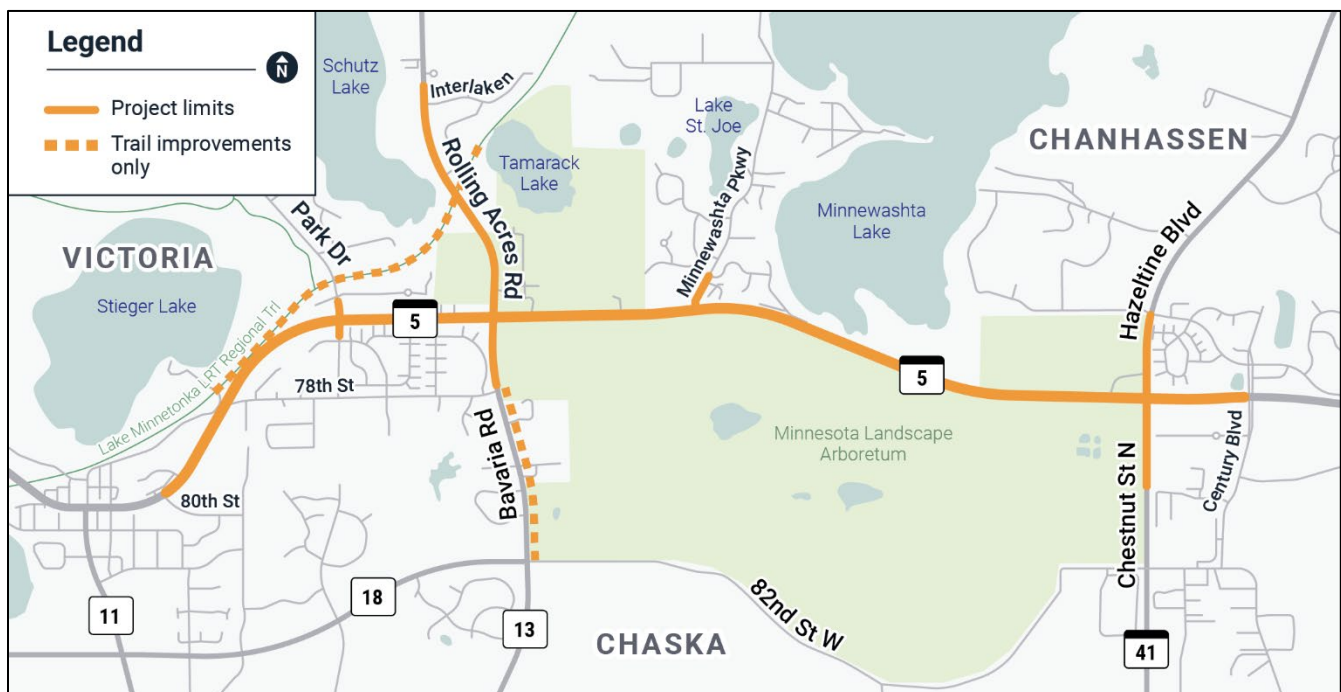 Legend
N
Project limits
Trail improvements
only
Schutz
Lake
Interlaken
Rolling Acres Rd
Tamarack
Lake
Lake
St. Joe
Minnewashta Pkwy
Minnewashta
Lake
CHANHASSEN
Hazeltine Blvd
Park Dr
VICTORIA
Stieger Lake
Lake Minnetonka LRT Regional Trl
5
5
78th St
Bavaria Rd
Minnesota Landscape
Arboretum
Chestnut St N
Century Blvd
80th St
11
18
13
82nd St W
CHASKA
41